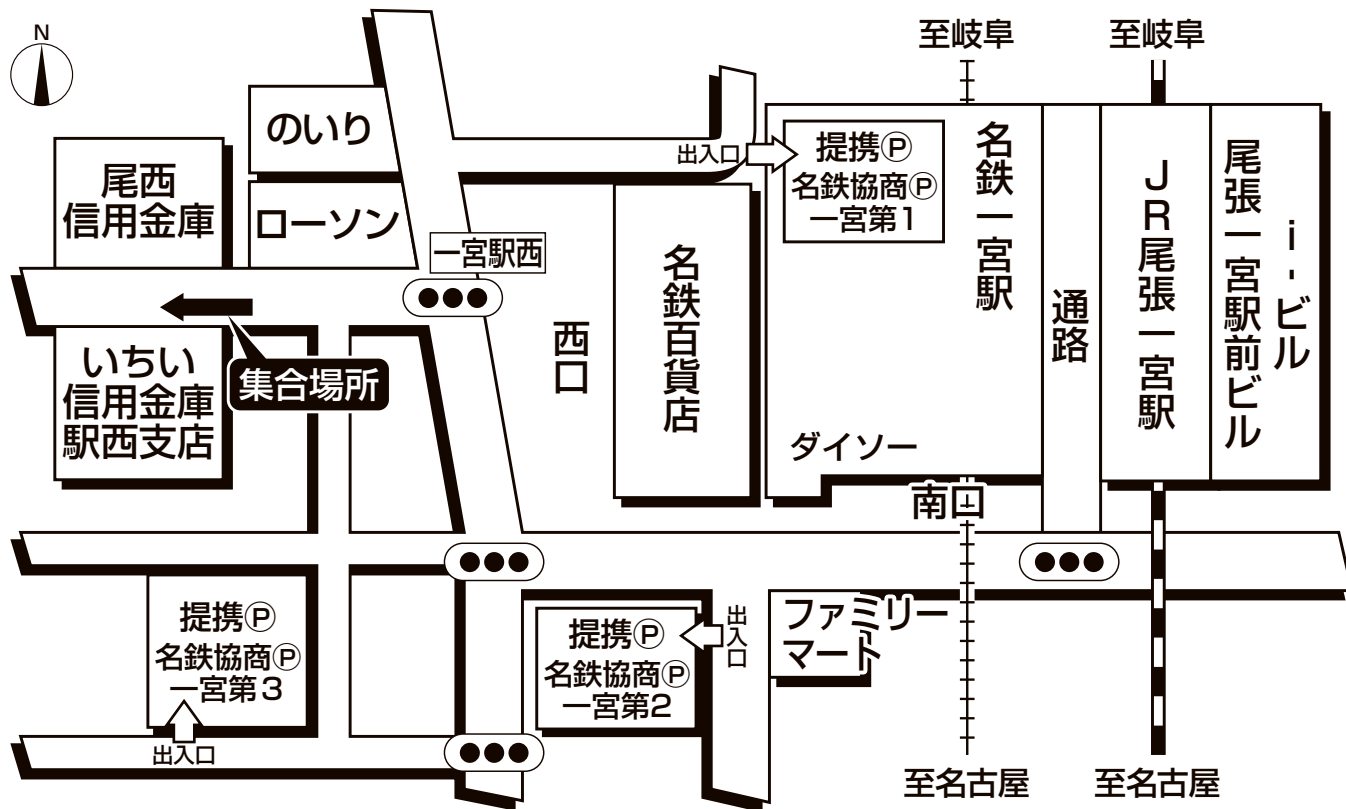 N
至岐阜
至岐阜
のいり
尾西
信用金庫
ローソン
出入口
提携Ⓟ
名鉄協商Ⓟ
一宮第1
名鉄一宮駅
JR尾張一宮駅
尾張一宮駅前ビル
i-ビル
一宮駅西
名鉄百貨店
通路
西口
いちい
信用金庫
駅西支店
集合場所
ダイソー
南口
提携Ⓟ
名鉄協商Ⓟ
一宮第3
出入口
提携Ⓟ
名鉄協商Ⓟ
一宮第2
出入口
ファミリー
マート
至名古屋
至名古屋